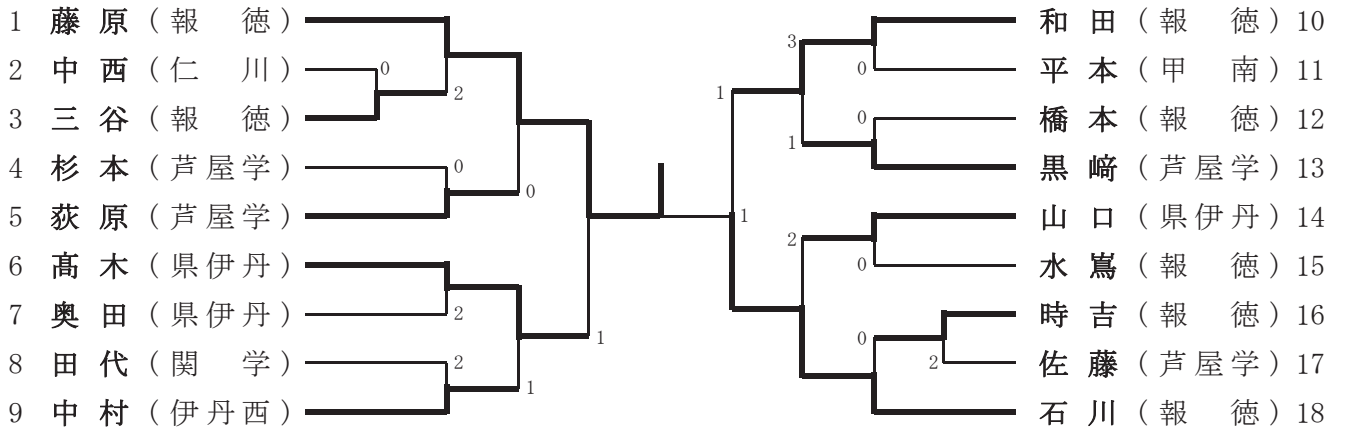 1 藤 原 ( 報 徳 )
2 中 西 ( 仁 川 )
3 三 谷 ( 報 徳 )
4 杉 本 ( 芦 屋 学 )
5 荻 原 ( 芦 屋 学 )
6 髙 木 ( 県 伊 丹 )
7 奥 田 ( 県 伊 丹 )
8 田 代 ( 関 学 )
9 中 村 ( 伊 丹 西 )
0
2
0
0
2
2
1
1
3
0
1
0
1
1
2
0
0
2
和 田 ( 報 徳 ) 10
平 本 ( 甲 南 ) 11
橋 本 ( 報 徳 ) 12
黒 﨑 ( 芦 屋 学 ) 13
山 口 ( 県 伊 丹 ) 14
水 嶌 ( 報 徳 ) 15
時 吉 ( 報 徳 ) 16
佐 藤 ( 芦 屋 学 ) 17
石 川 ( 報 徳 ) 18